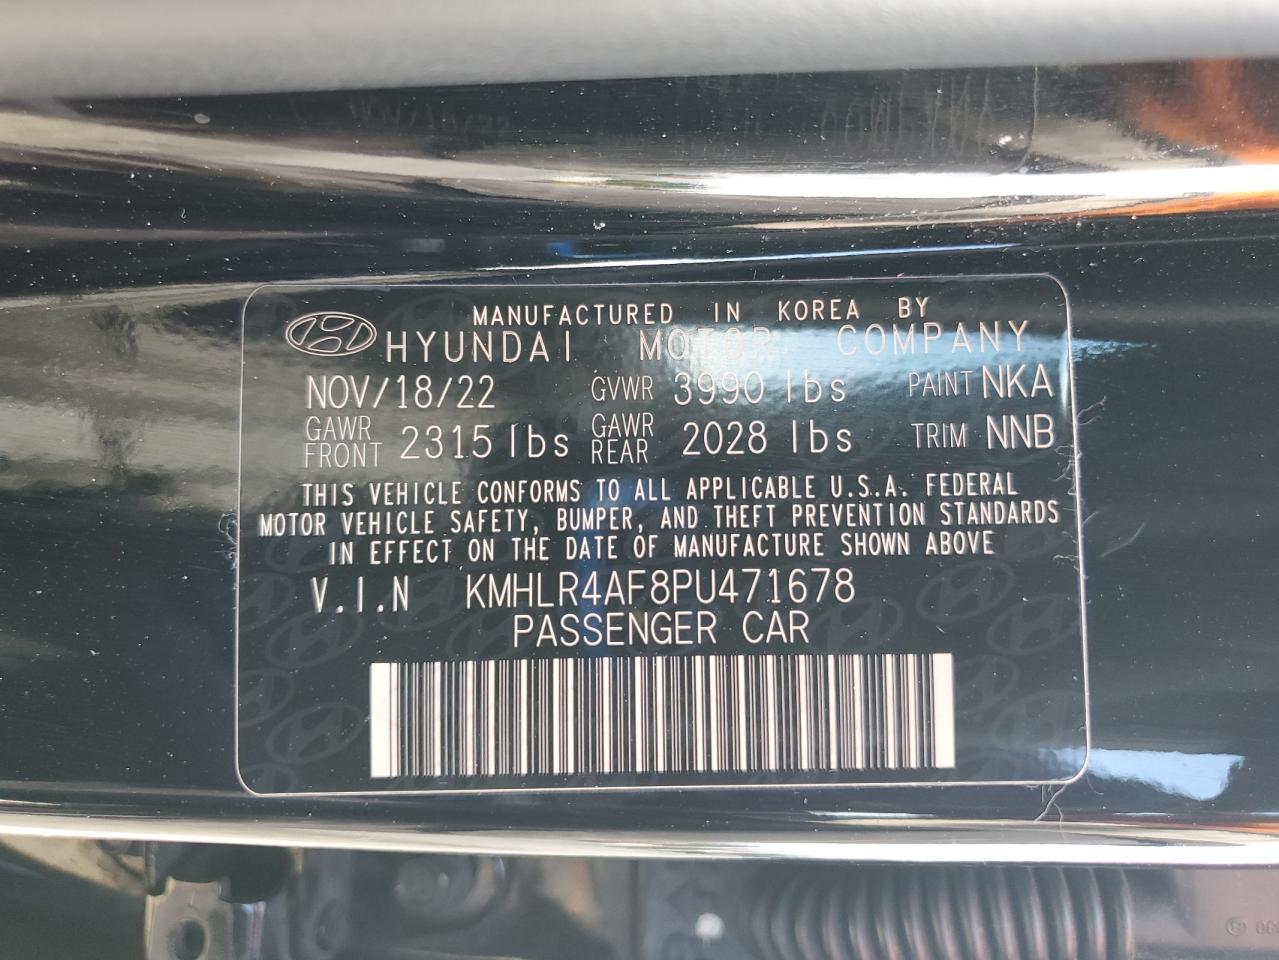 MANUFACTURED IN KOREA BY
HYUNDAI MOTOR COMPANY
NOV/18/22 GVWR 3990 lbs PAINT NKA
GAWR FRONT 2315 lbs GAWR REAR 2028 lbs TRIM NNB
THIS VEHICLE CONFORMS TO ALL APPLICABLE U.S.A. FEDERAL
MOTOR VEHICLE SAFETY, BUMPER, AND THEFT PREVENTION STANDARDS
IN EFFECT ON THE DATE OF MANUFACTURE SHOWN ABOVE
V.I.N KMHLR4AF8PU471678
PASSENGER CAR